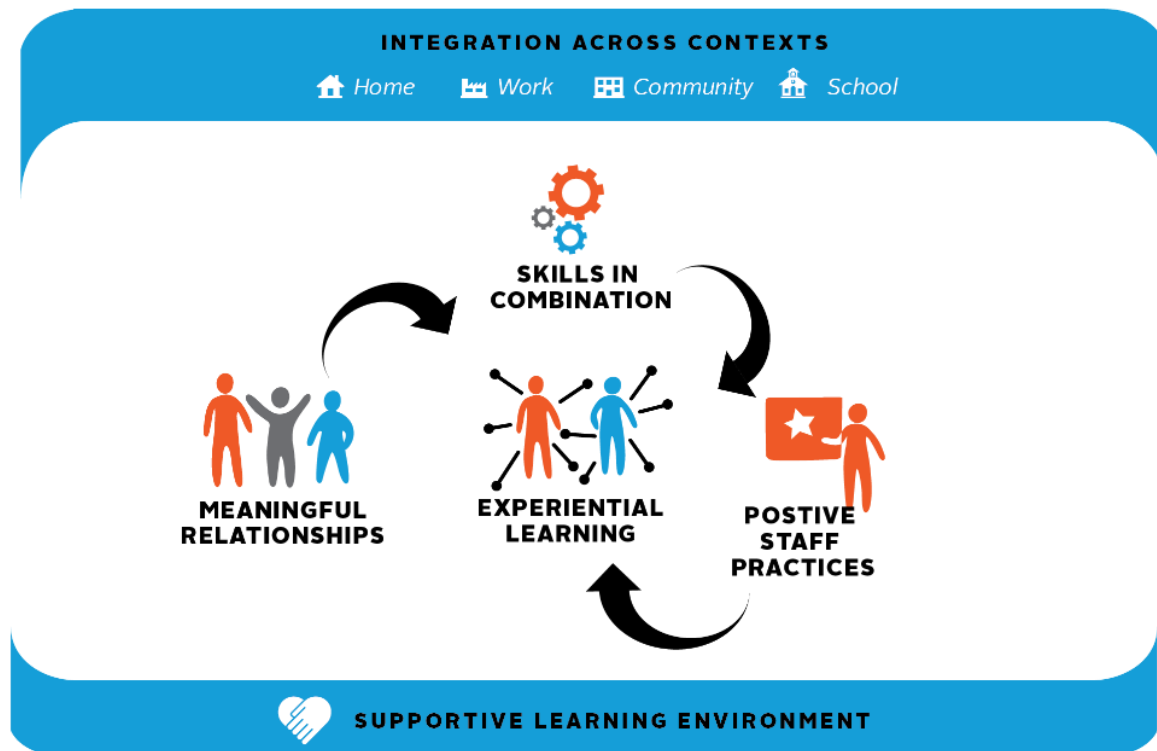 INTEGRATION ACROSS CONTEXTS
Home Work Community School
SKILLS IN
COMBINATION
MEANINGFUL
RELATIONSHIPS
EXPERIENTIAL
LEARNING
POSTIVE
STAFF
PRACTICES
SUPPORTIVE LEARNING ENVIRONMENT